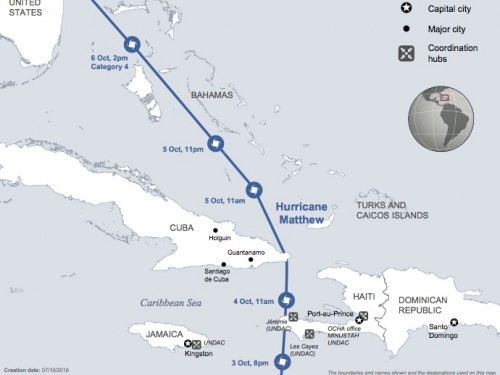 UNITED
STATES
Capital city
Major city
Coordination
hubs
6 Oct, 2pm
Category 4
BAHAMAS
5 Oct, 11pm
5 Oct, 11am
Hurricane
Matthew
TURKS AND
CAICOS ISLANDS
CUBA
Holguin
Guantanamo
Santiago
de Cuba
Caribbean Sea
4 Oct, 11am
HAITI
DOMINICAN
REPUBLIC
Port-au-Prince
Jérémie
(UNDAC)
OCHA office
MINUSTAH
UNDAC
Santo
Domingo
Les Cayes
(UNDAC)
JAMAICA
UNDAC
Kingston
3 Oct, 8pm
Creation date: 07/10/2016
The boundaries and names shown and the designations used on this map